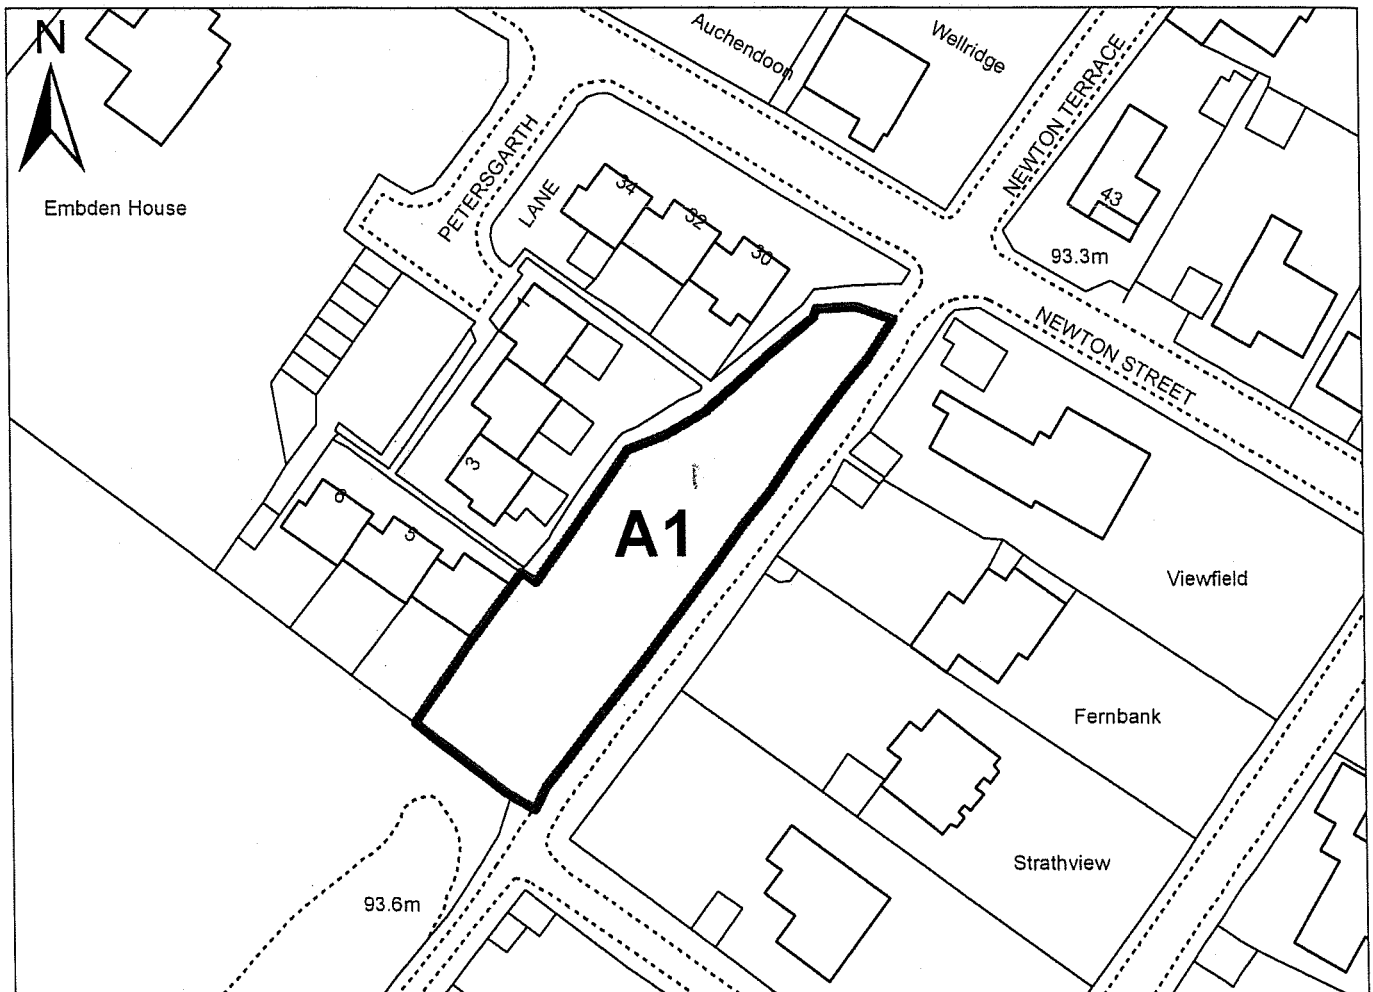 N
Auchendoon
Wellridge
NEWTON TERRACE
PETERSGARTH
LANE
34
32
30
43
Embden House
93.3m
1
NEWTON STREET
3
6
5
A1
Viewfield
Fernbank
Strathview
93.6m